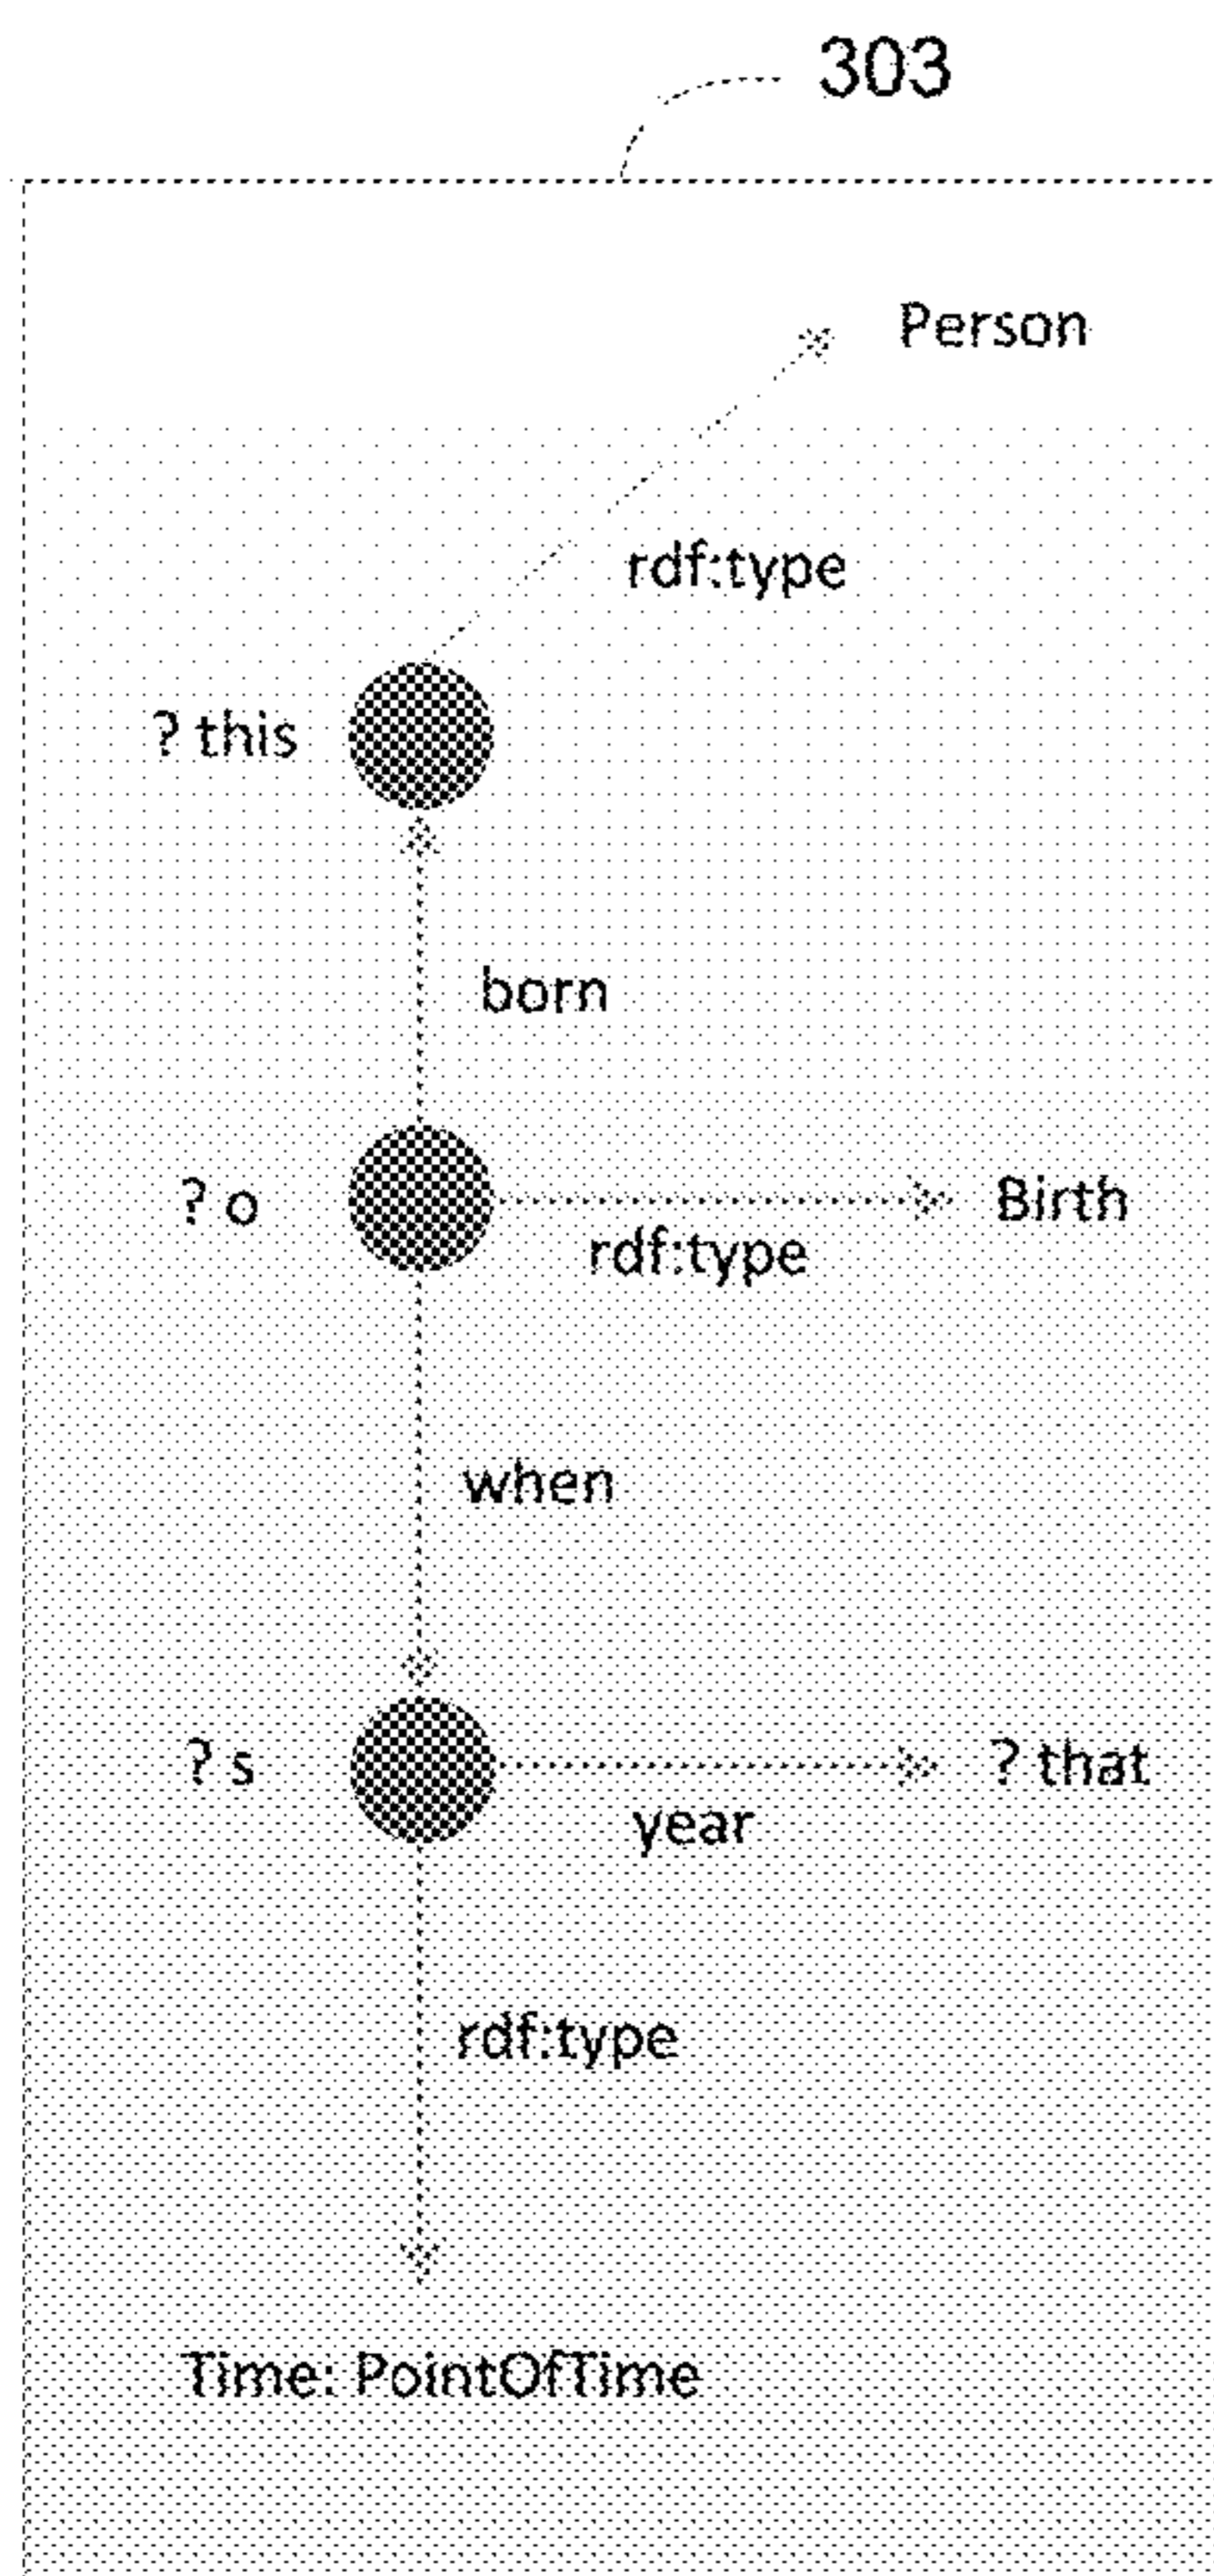 303
Person
rdf:type
? this
born
? o
Birth
rdf:type
when
? s
? that
year
rdf:type
Time: PointOfTime